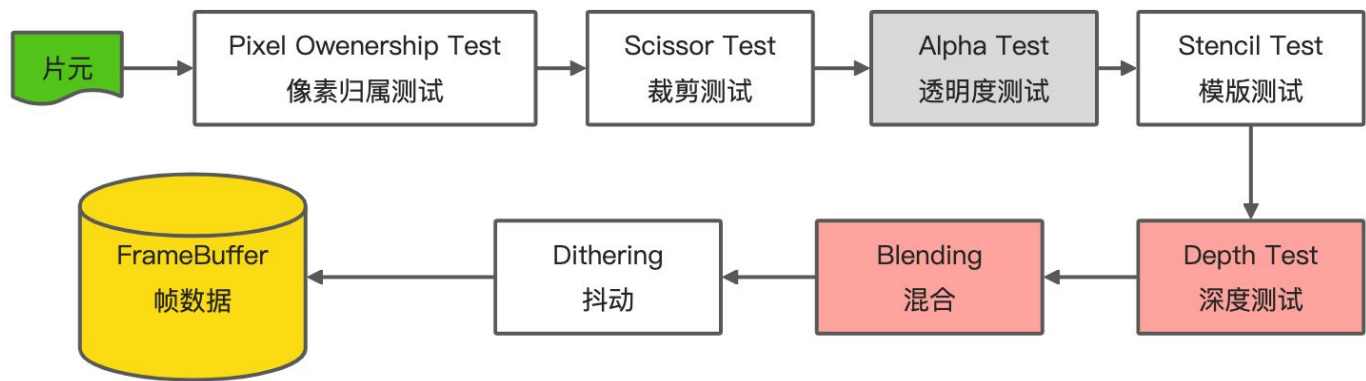 片元
Pixel Owenership Test
像素归属测试
Scissor Test
裁剪测试
Alpha Test
透明度测试
Stencil Test
模版测试
Depth Test
深度测试
Blending
混合
Dithering
抖动
FrameBuffer
帧数据